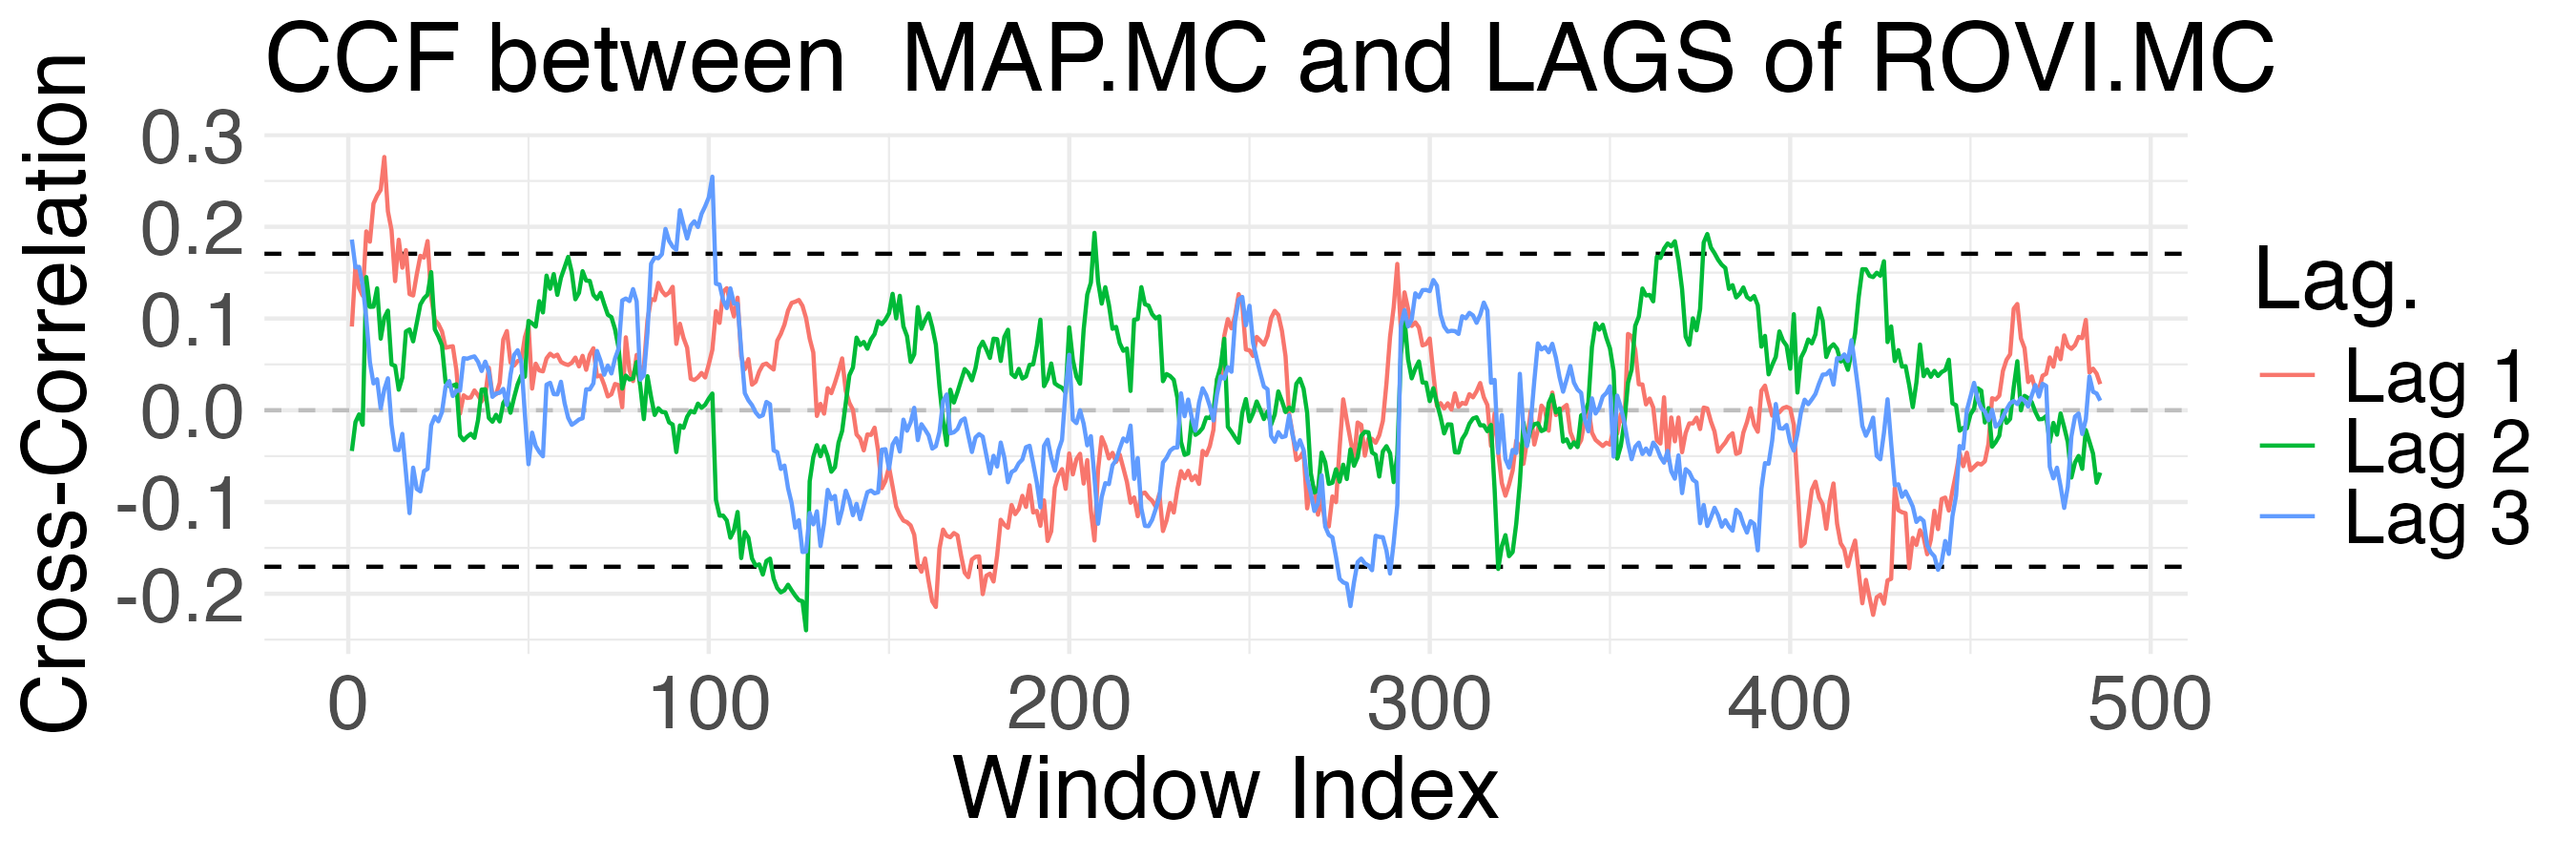 CCF between  MAP.MC and LAGS of ROVI.MC
Cross-Correlation
0.3
0.2
0.1
0.0
-0.1
-0.2
0 100 200 300 400 500
Window Index
Lag.
Lag 1
Lag 2
Lag 3